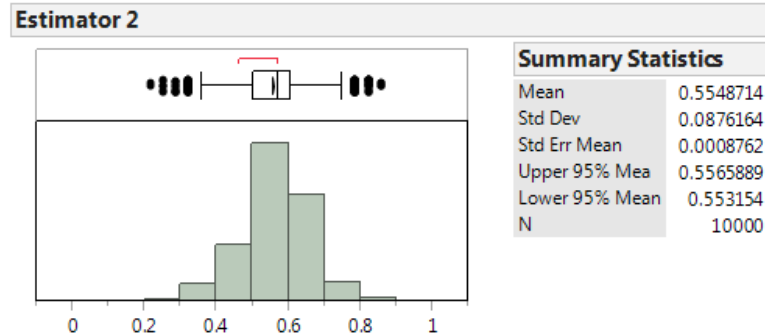 Estimator 2
Summary Statistics
Mean 0.5548714
Std Dev 0.0876164
Std Err Mean 0.0008762
Upper 95% Mea 0.5565889
Lower 95% Mean 0.553154
N 10000
0 0.2 0.4 0.6 0.8 1